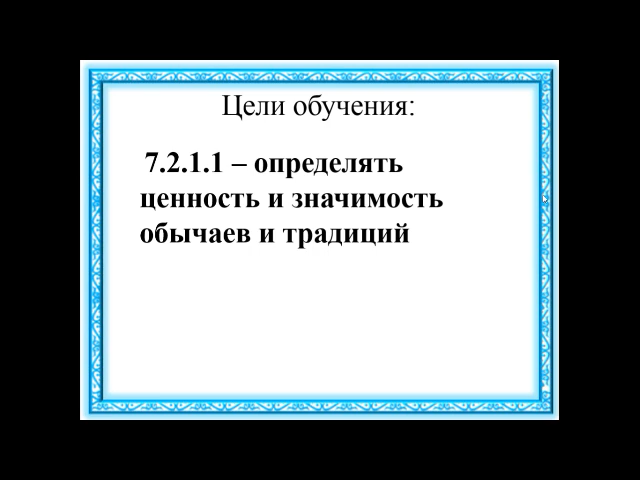 Цели обучения:
7.2.1.1 – определять
ценность и значимость
обычаев и традиций